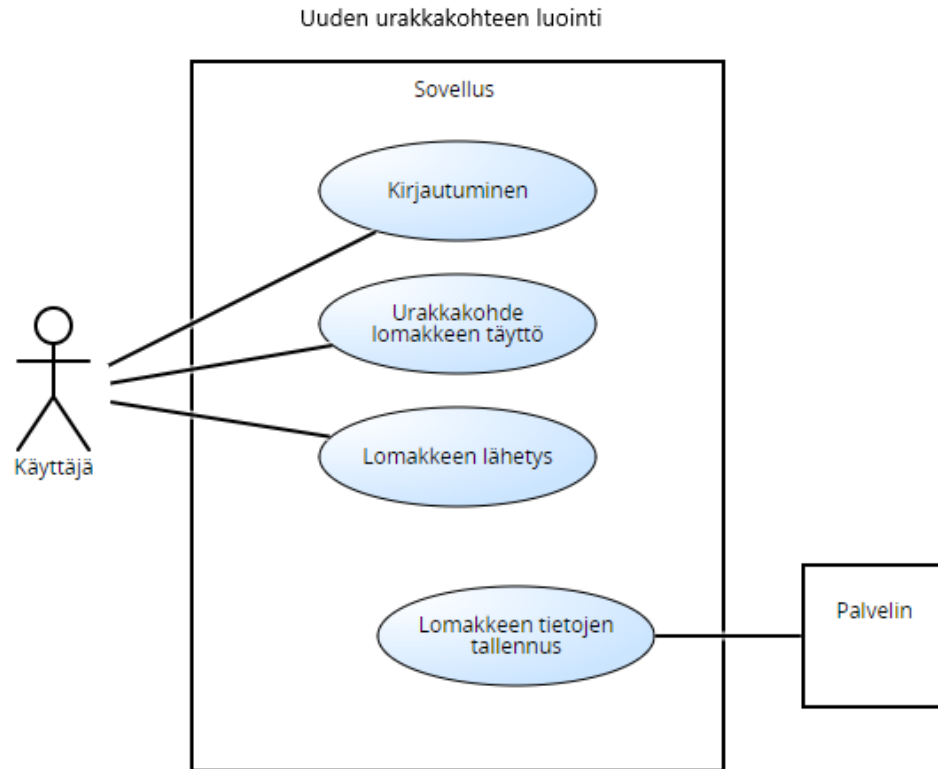 Uuden urakkakohteen luointi
Sovellus
Kirjautuminen
Urakkakohde
lomakkeen täyttö
Lomakkeen lähetys
Käyttäjä
Lomakkeen tietojen
tallennus
Palvelin